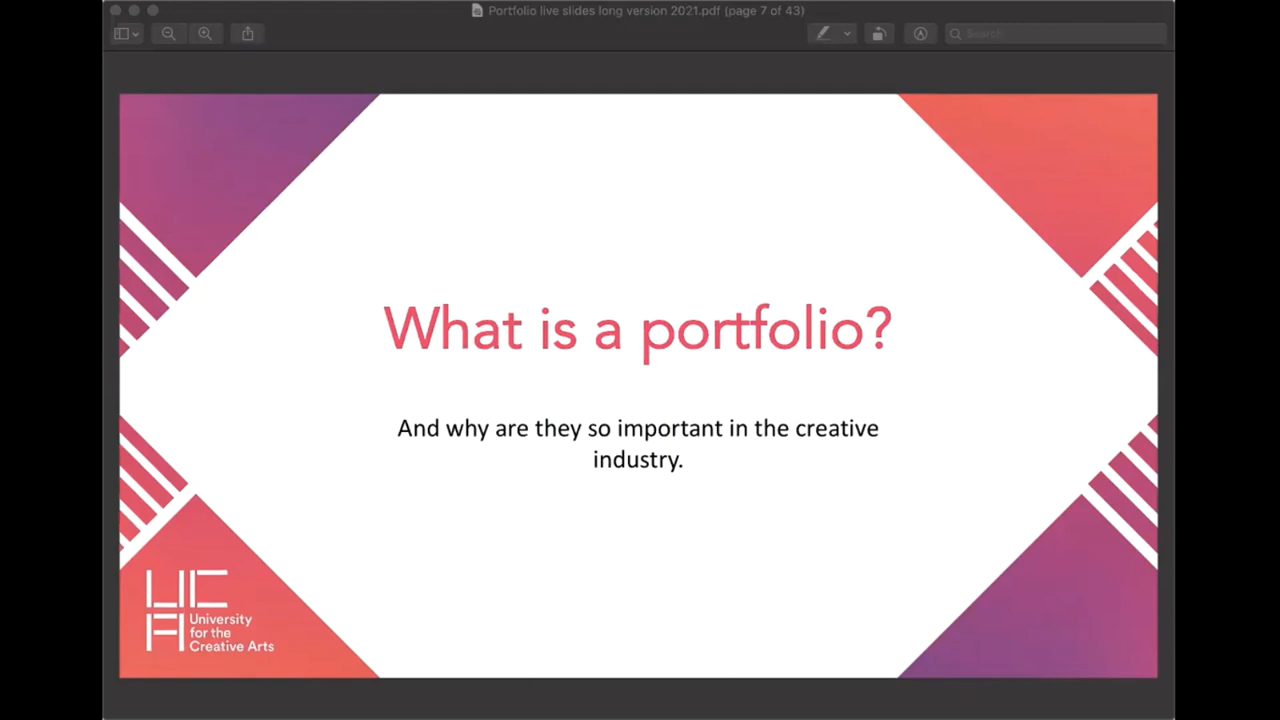 Portfolio live slides long version 2021.pdf (page 7 of 43)
Search
What is a portfolio?
And why are they so important in the creative
industry.
UCA
University
for the
Creative Arts